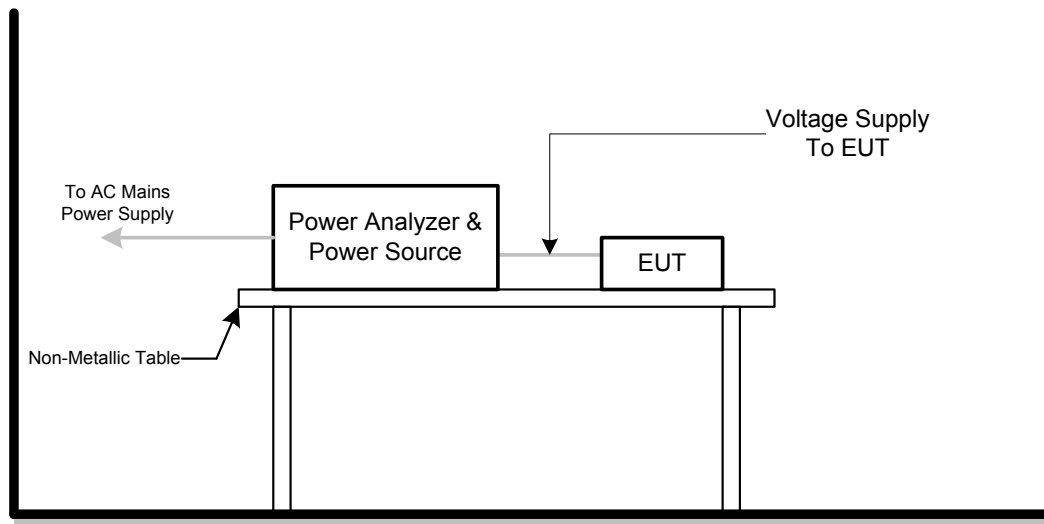 Voltage Supply
To EUT
To AC Mains
Power Supply
Power Analyzer &
Power Source
EUT
Non-Metallic Table